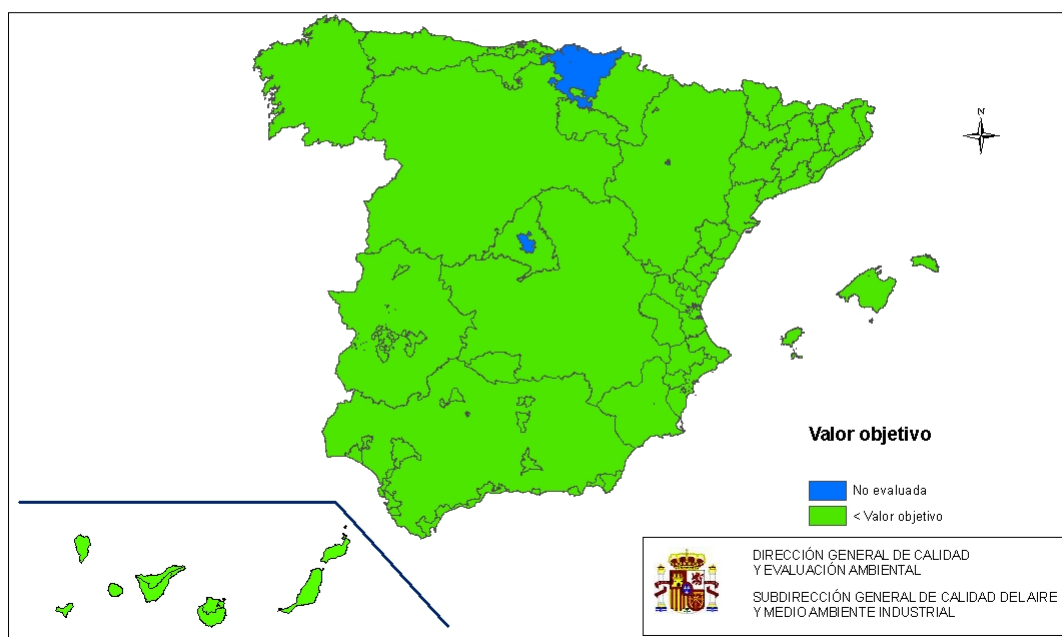 N
Valor objetivo
No evaluada
< Valor objetivo
DIRECCIÓN GENERAL DE CALIDAD
Y EVALUACIÓN AMBIENTAL
SUBDIRECCIÓN GENERAL DE CALIDAD DEL AIRE
Y MEDIO AMBIENTE INDUSTRIAL